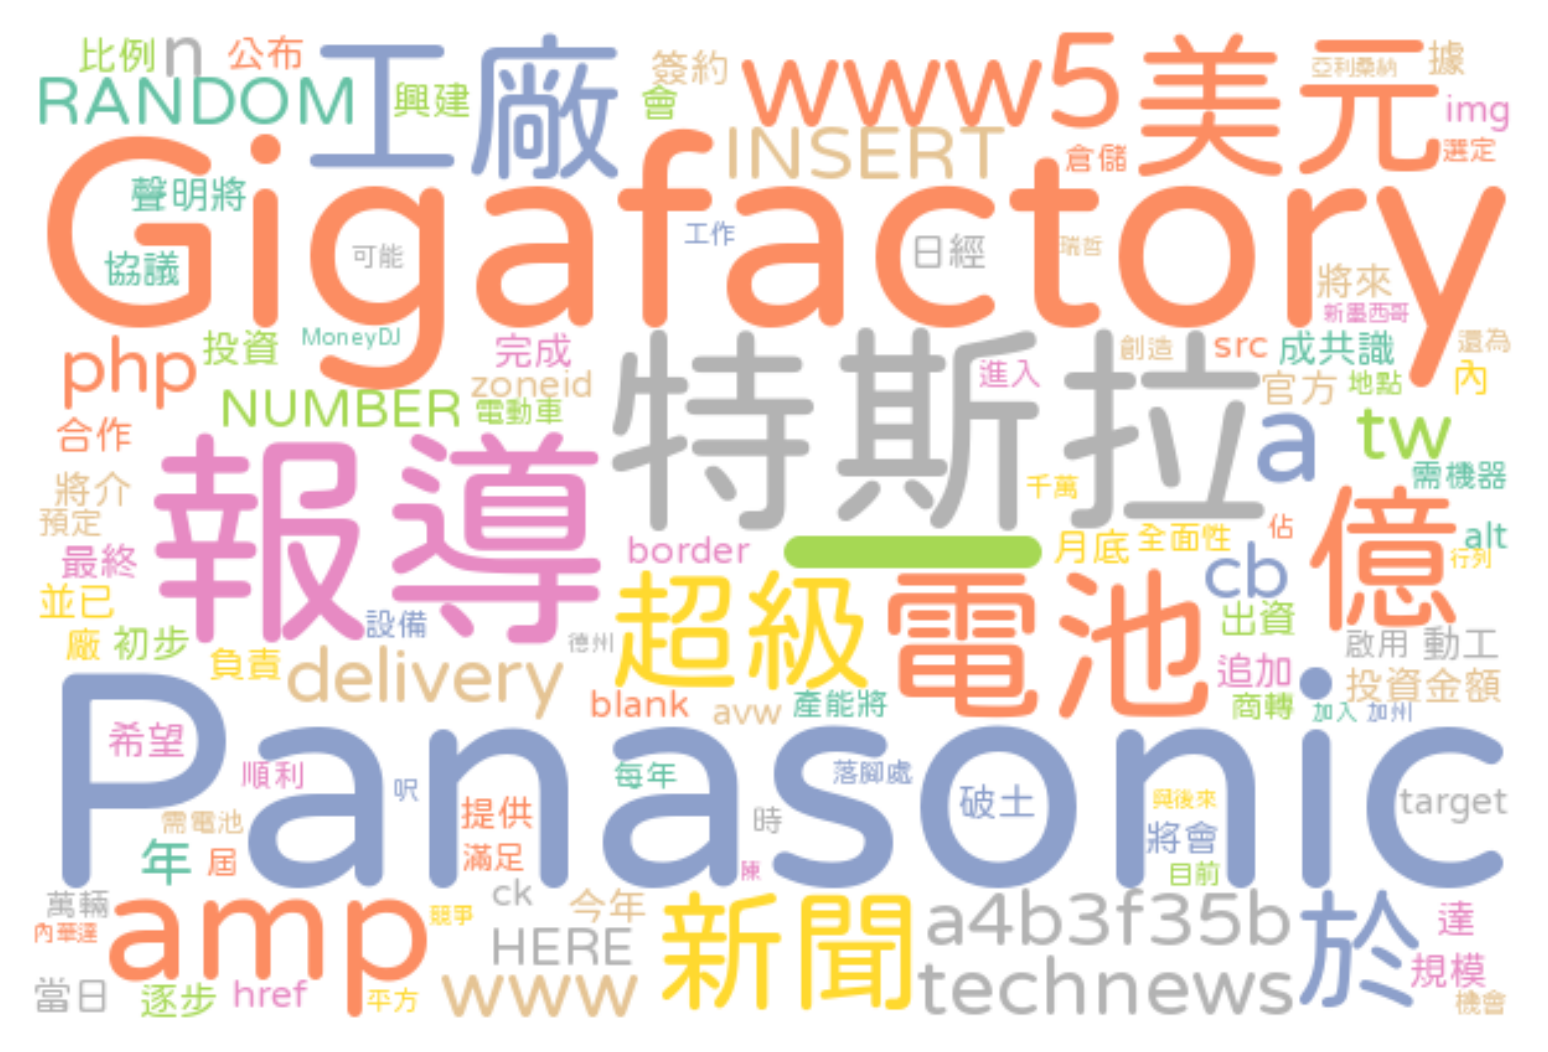 比例 n 公布 工廠 簽約 www5 美元 亞利桑納 據
RANDOM 興建 會 img
INSERT 倉儲 選定
Gigafactory
聲明將 工作 日經 瑞哲
協議 可能 將來
新墨西哥
php 投資 MoneyDJ 完成 特斯拉 進入 創造 src 成共識 還為
zoneid 官方 地點 內
NUMBER 電動車 a tw
合作 報導
將介 千萬 需機器
預定 億 佔 alt
最終 border 月底 全面性 行列
並已 設備 超級 電池 cb
廠 初步 德州 出資 啟用 動工
負責 delivery 追加 投資金額
blank avw 產能將 商轉 加入 加州
Panasonic
希望 順利 呎 每年 落腳處 破土 與後來 target
需電池 提供 時 將會
年 屆 滿足 陳 目前
萬輛 amp 競爭 ck 今年 新聞 a4b3f35b 於 達
內華達 HERE
當日 逐步 href 平方 www technews 規模
機會